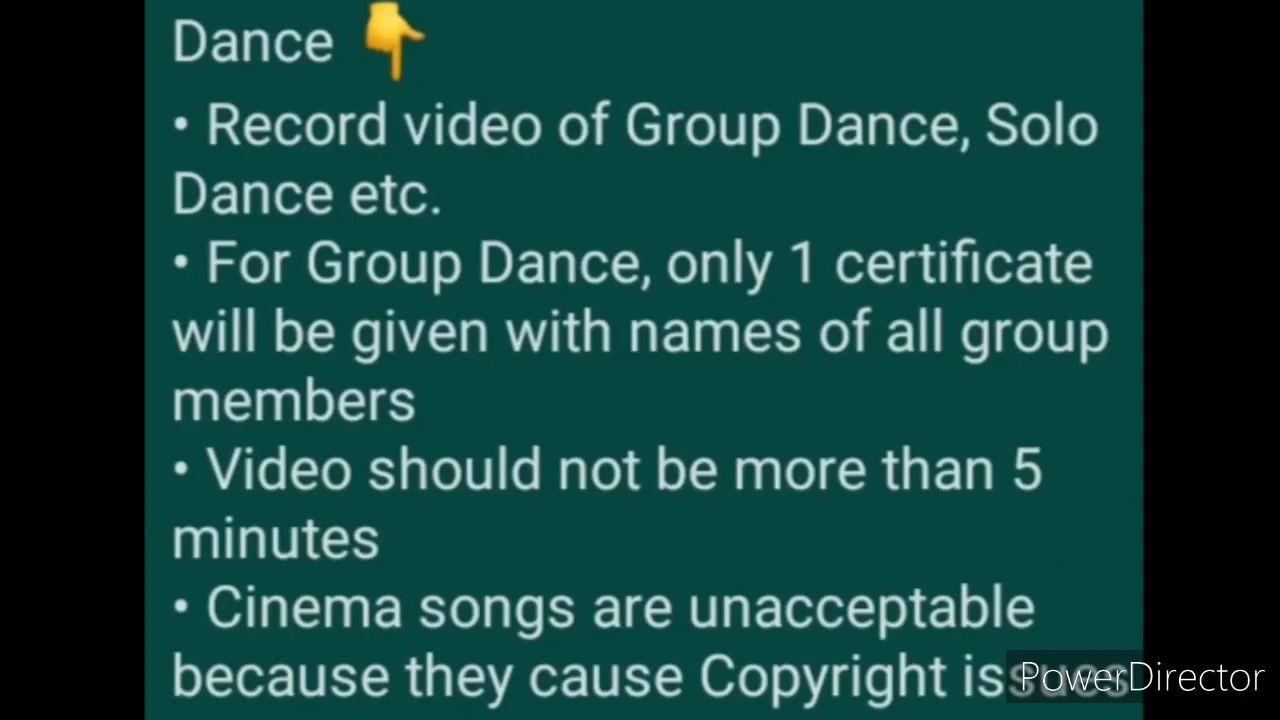 Dance 👇
• Record video of Group Dance, Solo
Dance etc.
• For Group Dance, only 1 certificate
will be given with names of all group
members
• Video should not be more than 5
minutes
• Cinema songs are unacceptable
because they cause Copyright issues
PowerDirector